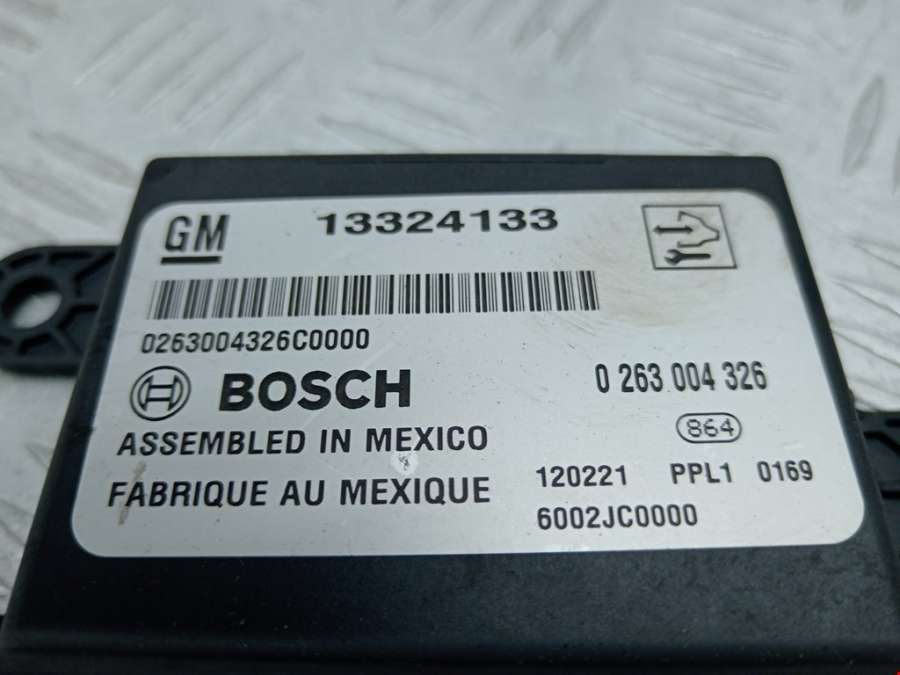 GM 13324133
0263004326C0000
BOSCH 0 263 004 326
ASSEMBLED IN MEXICO 864
FABRIQUE AU MEXIQUE 120221 PPL1 0169
6002JC0000